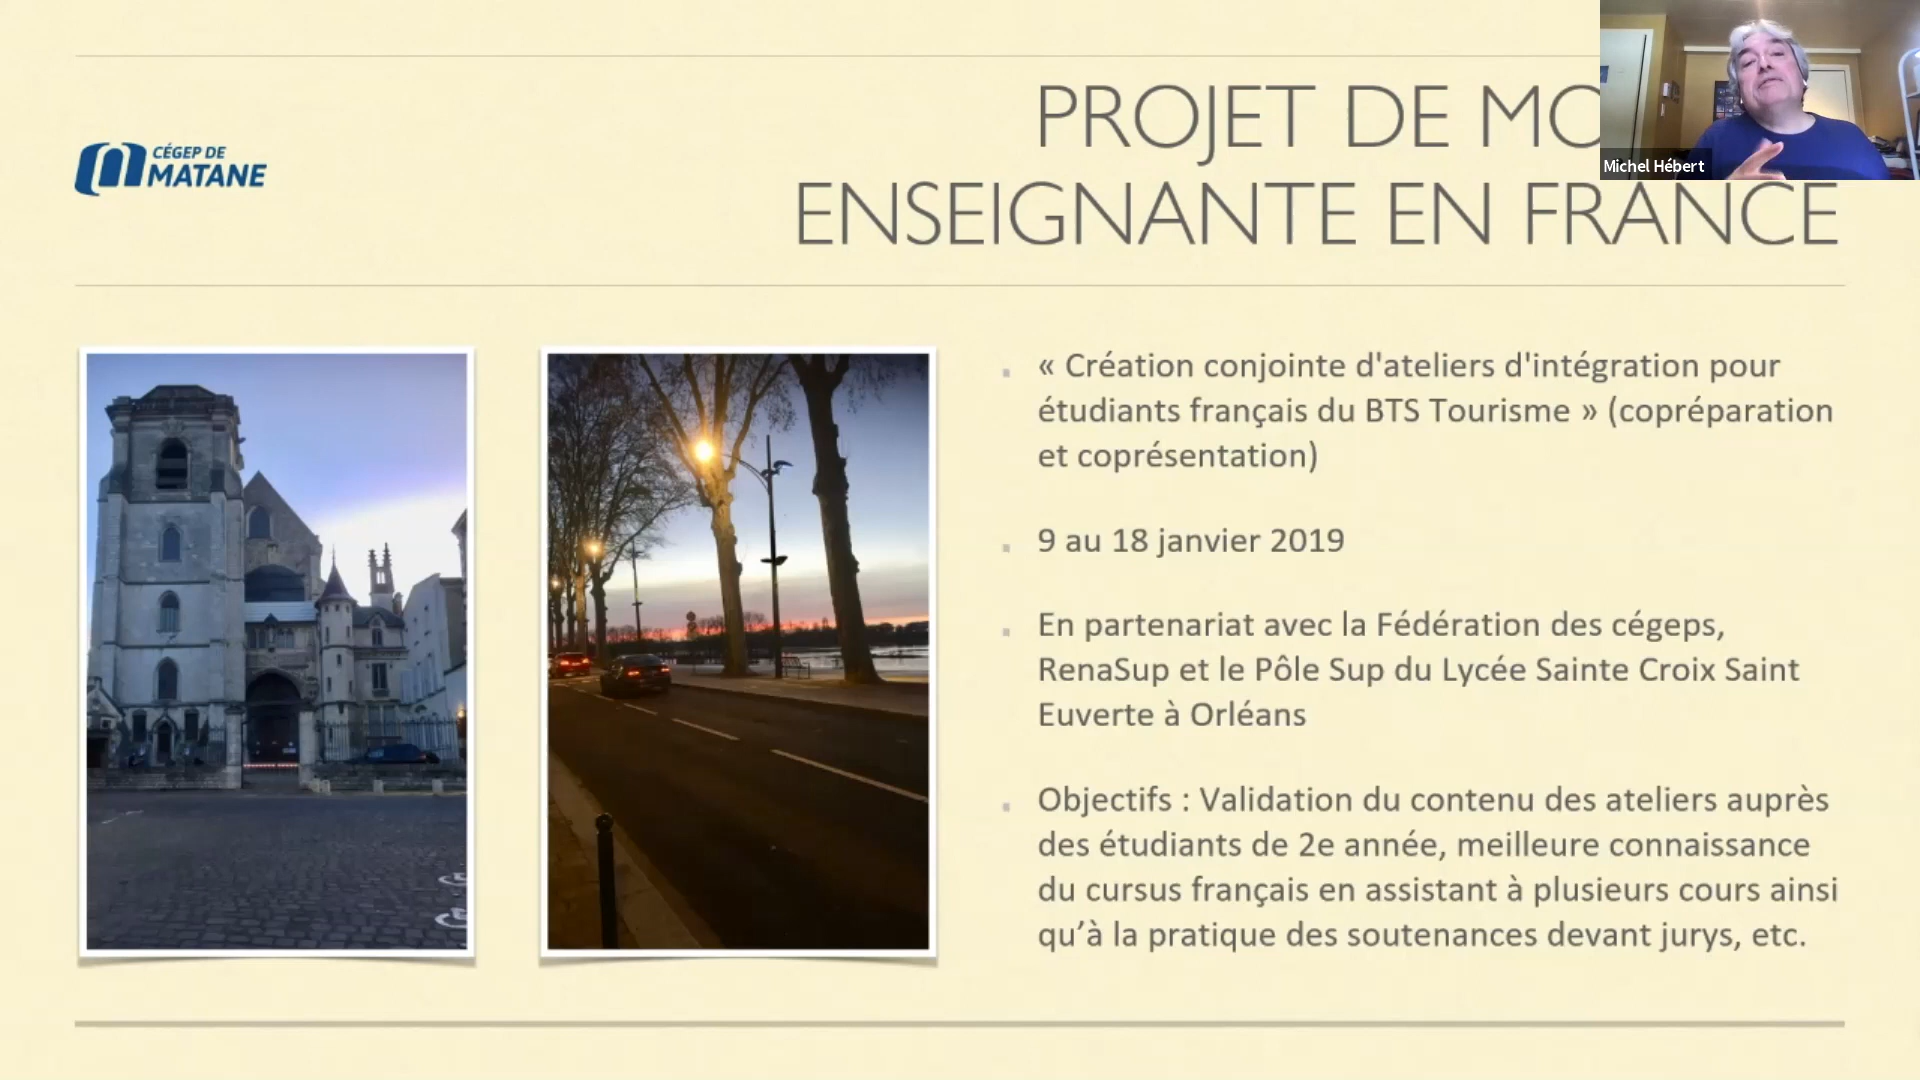 PROJET DE MO
ENSEIGNANTE EN FRANCE
CÉGEP DE
MATANE
Michel Hébert
« Création conjointe d'ateliers d'intégration pour
étudiants français du BTS Tourisme » (copréparation
et coprésentation)
9 au 18 janvier 2019
En partenariat avec la Fédération des cégeps,
RenaSup et le Pôle Sup du Lycée Sainte Croix Saint
Euverte à Orléans
Objectifs : Validation du contenu des ateliers auprès
des étudiants de 2e année, meilleure connaissance
du cursus français en assistant à plusieurs cours ainsi
qu’à la pratique des soutenances devant jurys, etc.